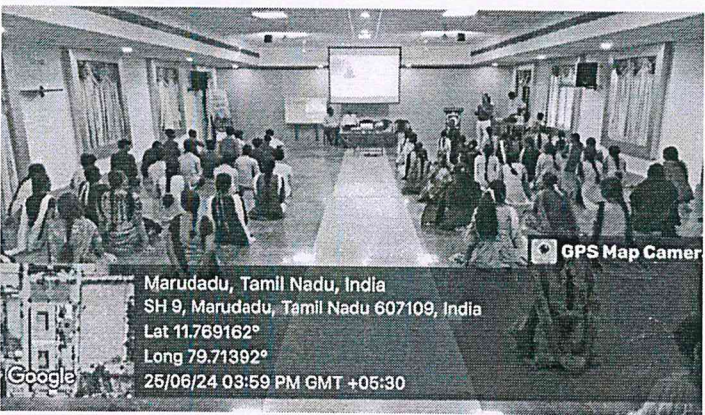 GPS Map Camer
Marudadu, Tamil Nadu, India
SH 9, Marudadu, Tamil Nadu 607109, India
Lat 11.769162°
Long 79.71392°
25/06/24 03:59 PM GMT +05:30
Google